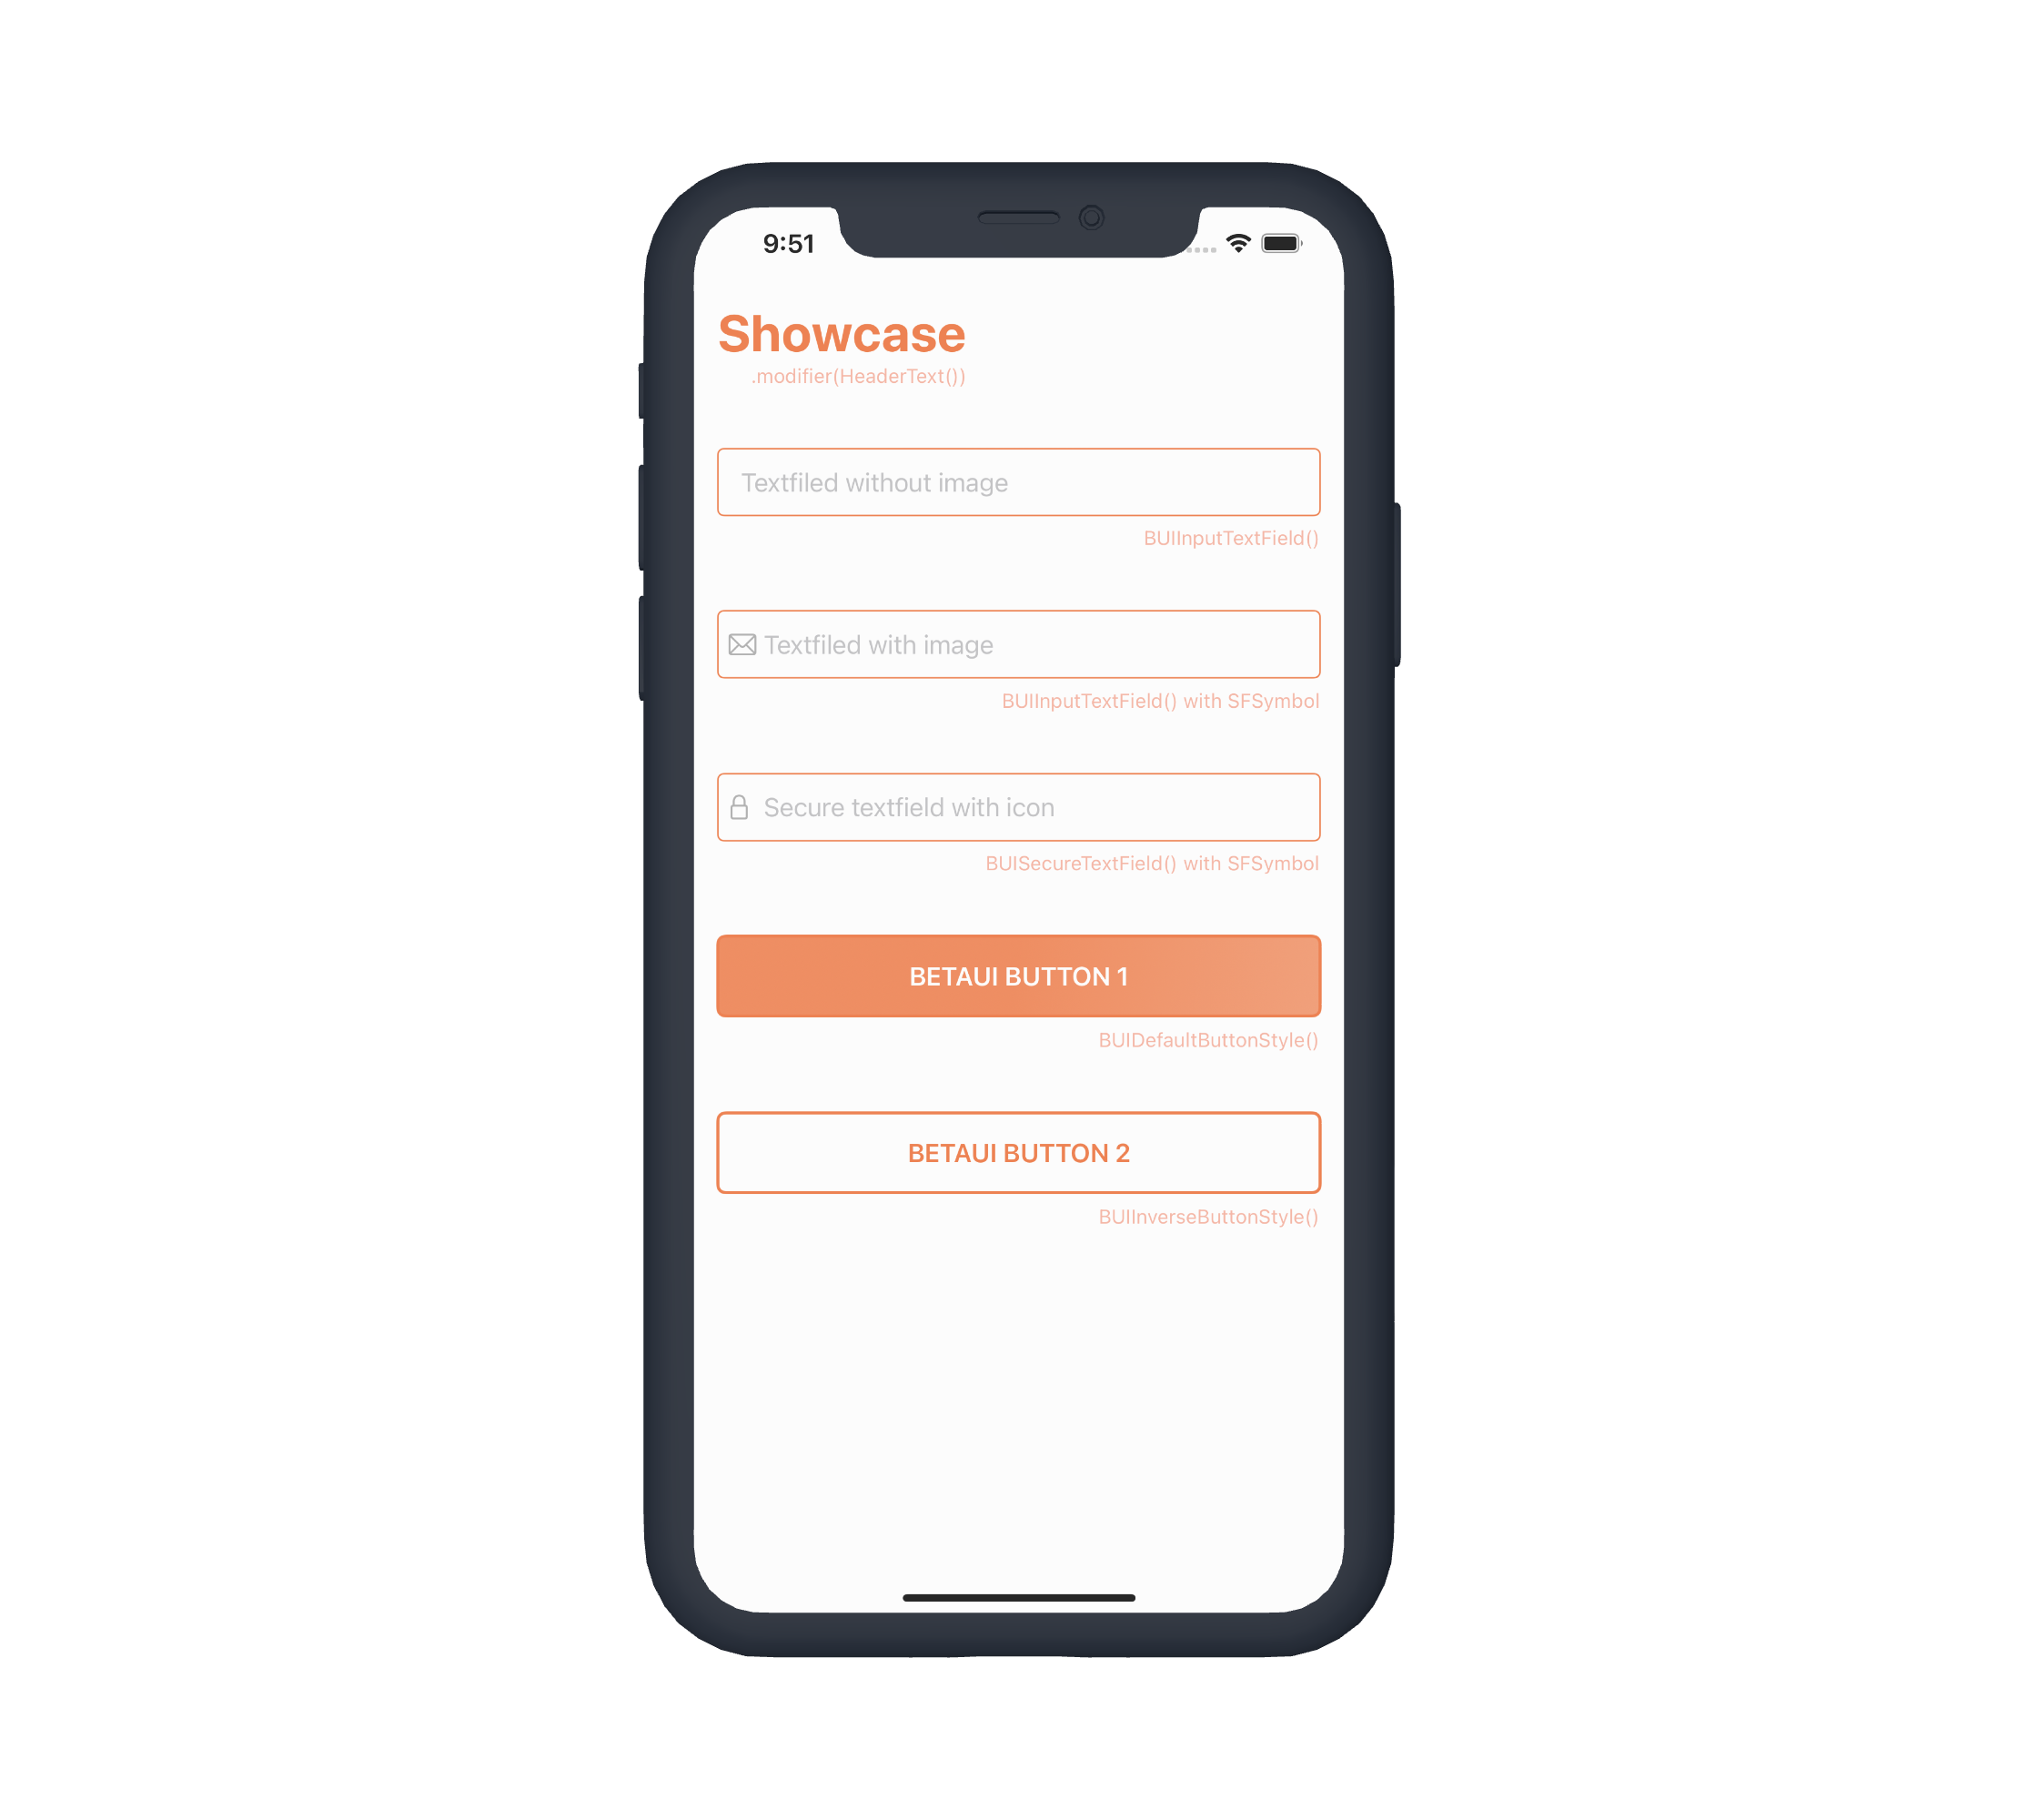 9:51
Showcase
.modifier(HeaderText())
Textfiled without image
BUIInputTextField()
Textfiled with image
BUIInputTextField() with SFSymbol
Secure textfield with icon
BUISecureTextField() with SFSymbol
BETAUI BUTTON 1
BUIDefaultButtonStyle()
BETAUI BUTTON 2
BUIInverseButtonStyle()